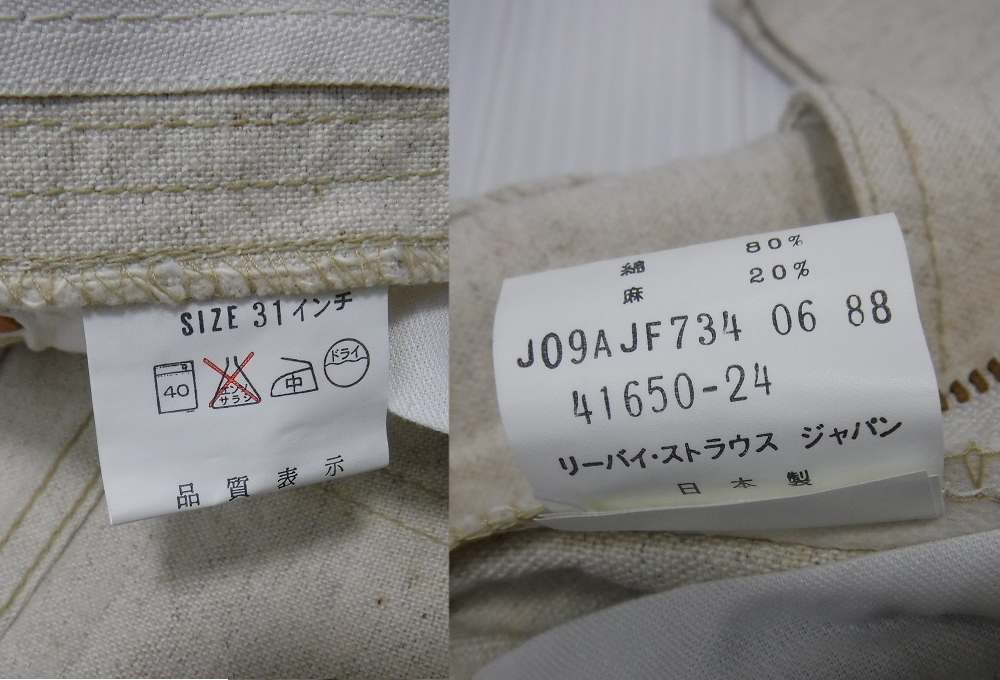 SIZE 31インチ
40
エンソ
サラシ
中
ドライ
品質表示
綿 80%
麻 20%
J09AJF734 06 88
41650-24
リーバイ・ストラウス ジャパン
日本製